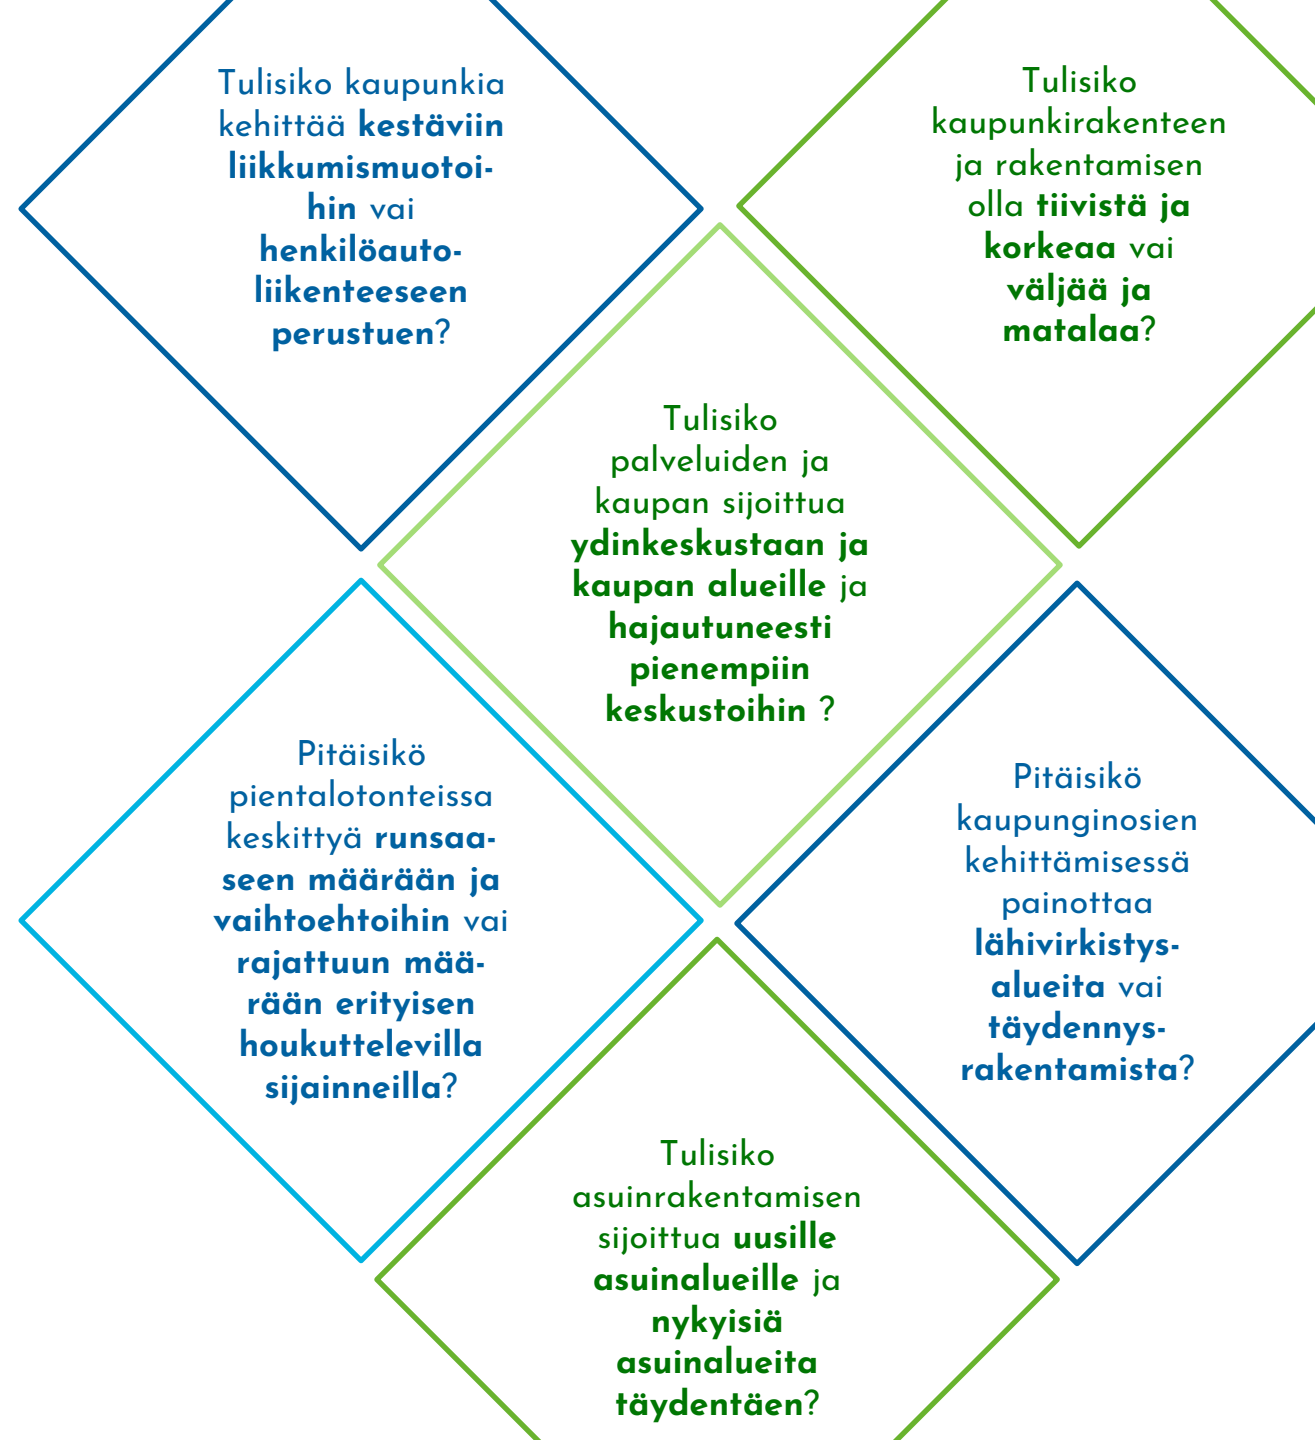 Tulisiko kaupunkia
kehittää kestäviin
liikkumismuotoi-
hin vai
henkilöauto-
liikenteeseen
perustuen?
Tulisiko
kaupunkirakenteen
ja rakentamisen
olla tiivistä ja
korkeaa vai
väljää ja
matalaa?
Tulisiko
palveluiden ja
kaupan sijoittua
ydinkeskustaan ja
kaupan alueille ja
hajautuneesti
pienempiin
keskustoihin ?
Pitäisikö
pientalotonteissa
keskittyä runsaa-
seen määrään ja
vaihtoehtoihin vai
rajattuun mää-
rään erityisen
houkuttelevilla
sijainneilla?
Pitäisikö
kaupunginosien
kehittämisessä
painottaa
lähivirkistys-
alueita vai
täydennys-
rakentamista?
Tulisiko
asuinrakentamisen
sijoittua uusille
asuinalueille ja
nykyisiä
asuinalueita
täydentäen?